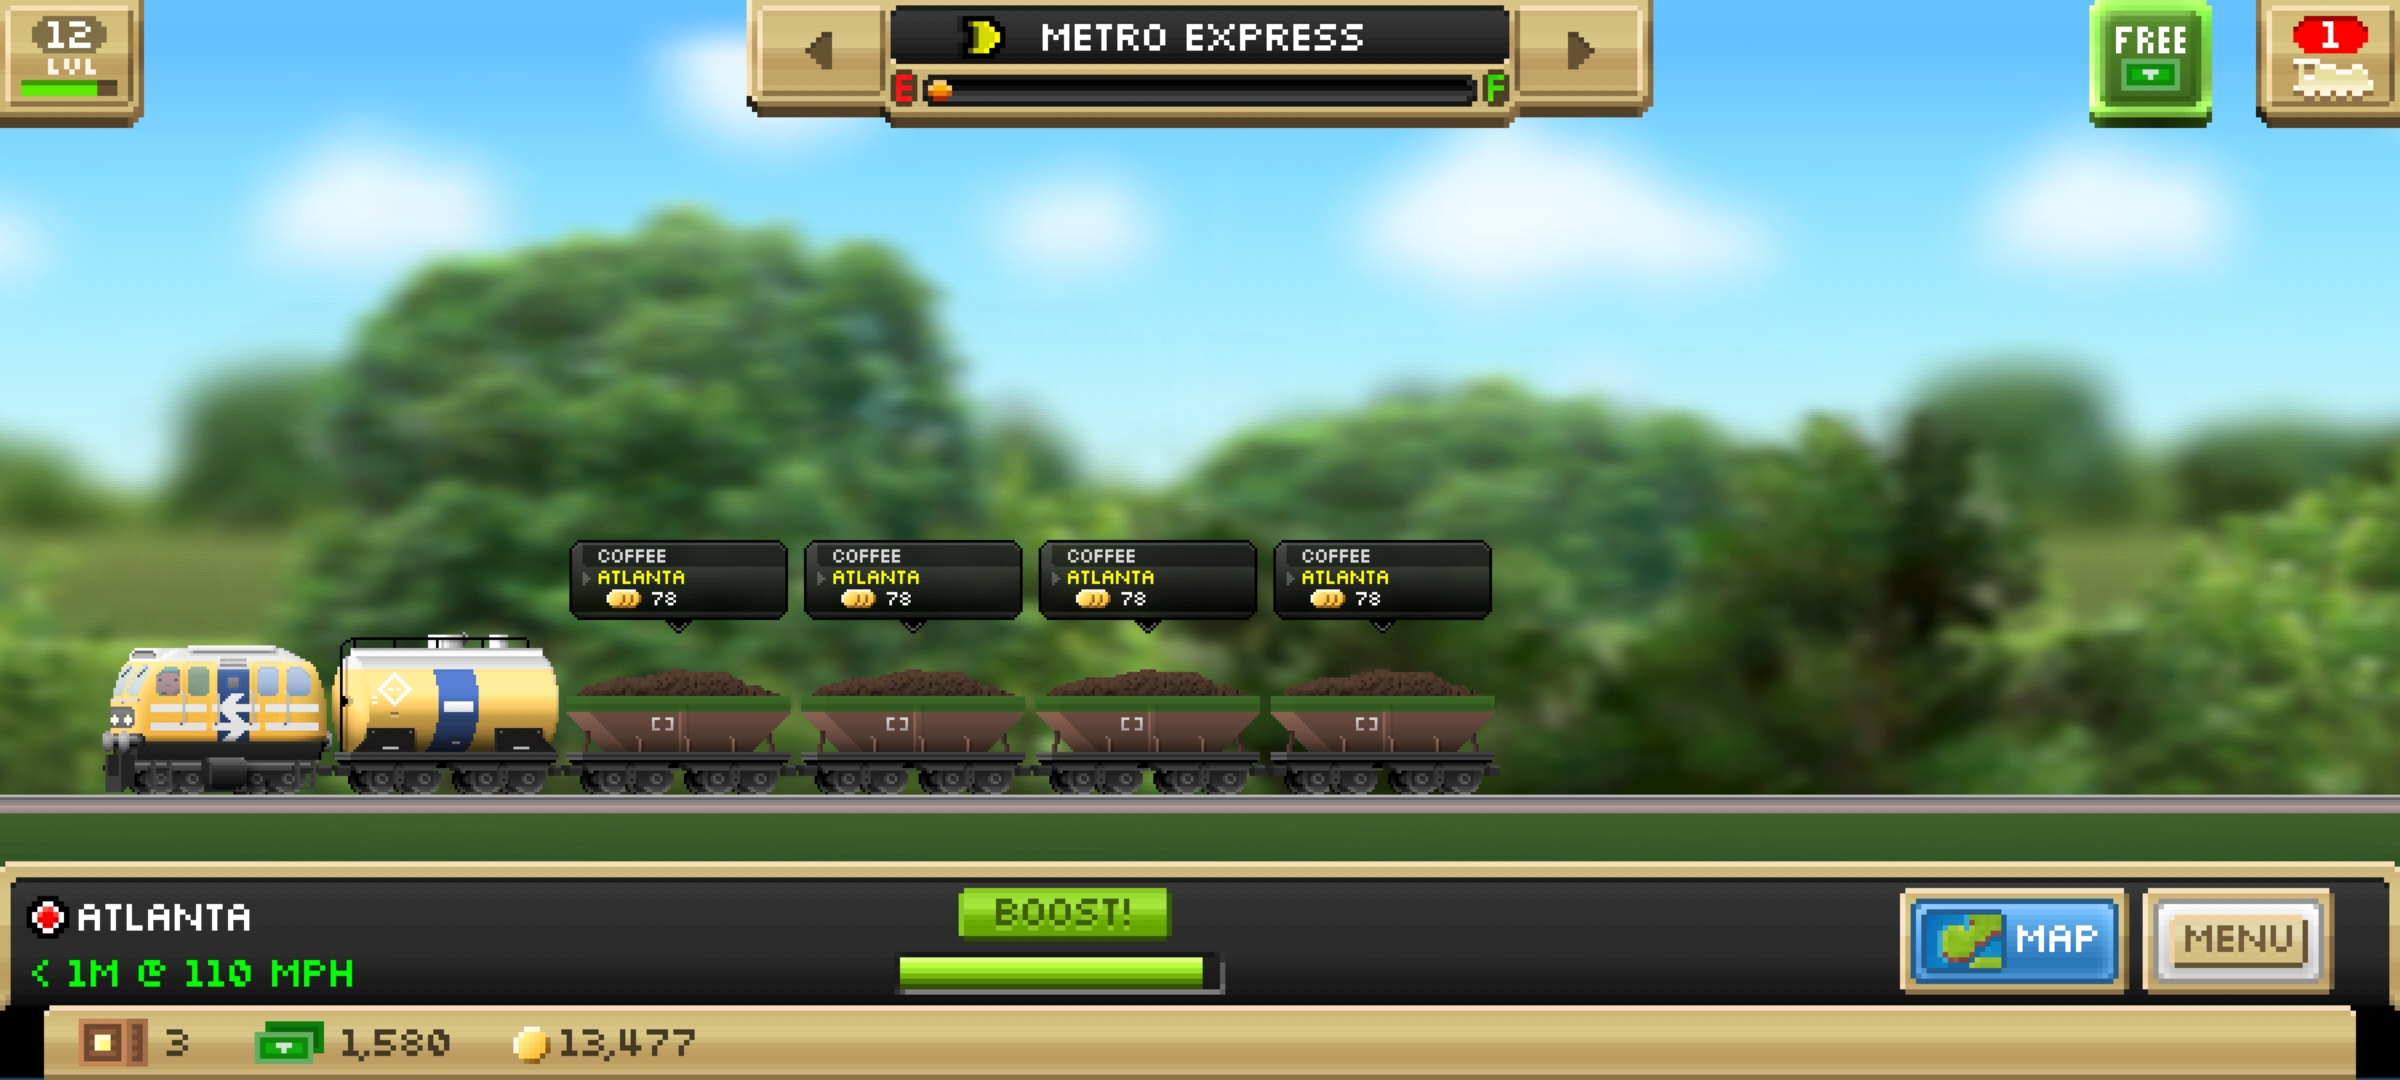 12
LVL
METRO EXPRESS
E F
FREE
1
COFFEE
ATLANTA
78
COFFEE
ATLANTA
78
COFFEE
ATLANTA
78
COFFEE
ATLANTA
78
ATLANTA
< 1M @ 110 MPH
BOOST!
MAP
MENU
3
1,580
13,477